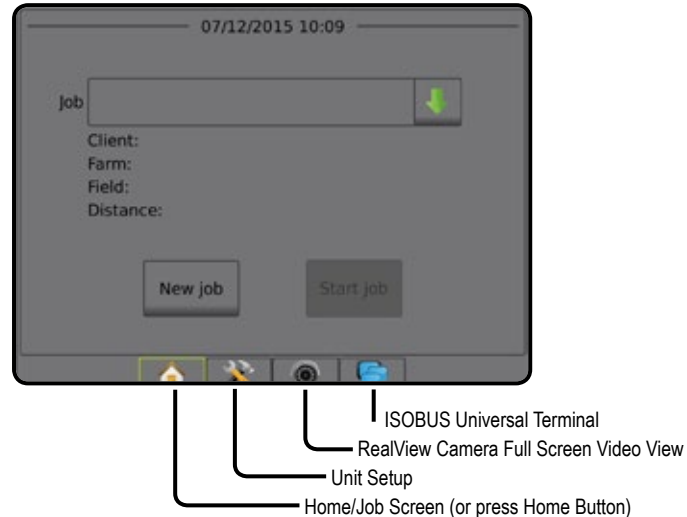 07/12/2015 10:09
Job
Client:
Farm:
Field:
Distance:
New job
Start job
ISOBUS Universal Terminal
RealView Camera Full Screen Video View
Unit Setup
Home/Job Screen (or press Home Button)